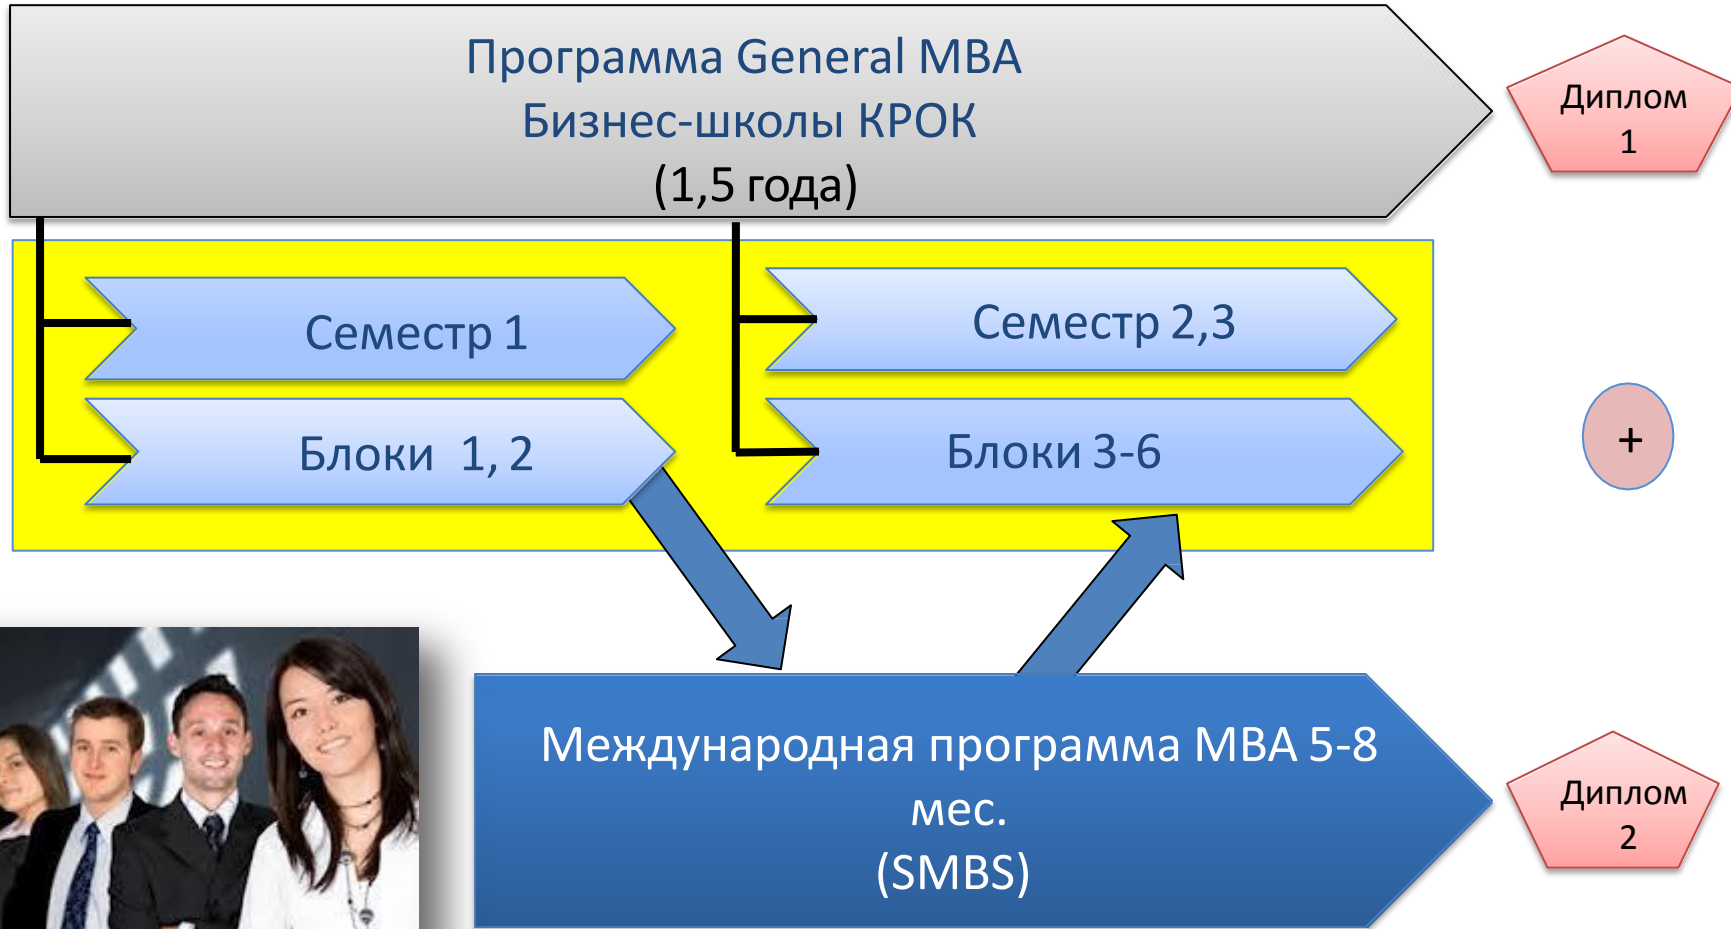 Программа General MBA
Бизнес-школы КРОК
(1,5 года)
Диплом
1
Семестр 1
Семестр 2,3
Блоки 1, 2
Блоки 3-6
+
Международная программа МВА 5-8
мес.
(SMBS)
Диплом
2